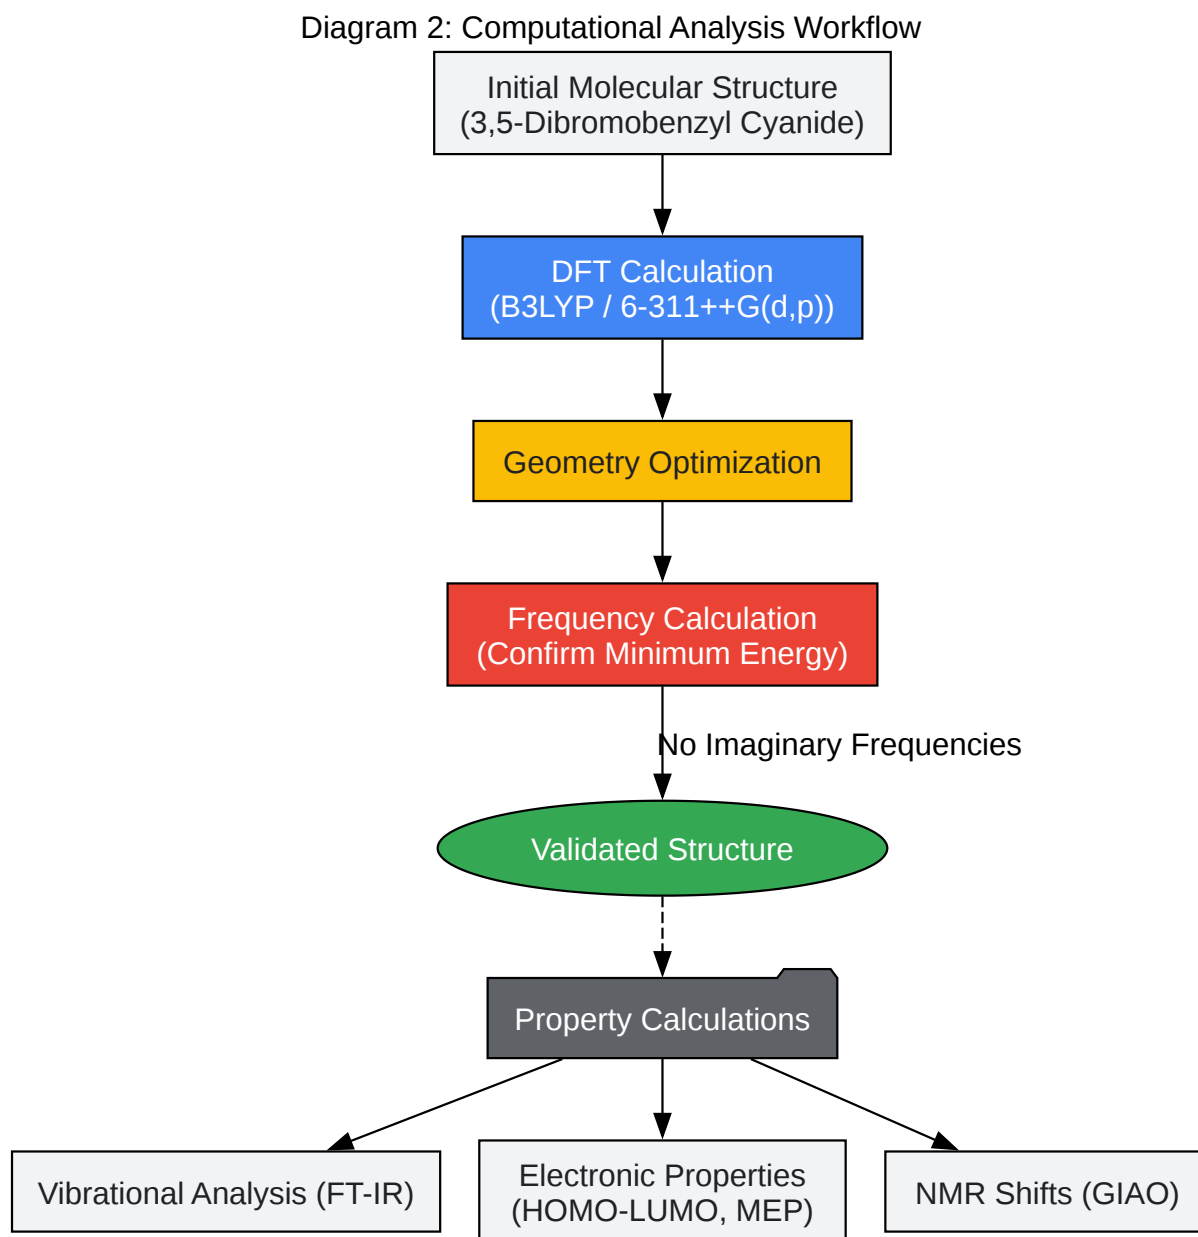 Diagram 2: Computational Analysis Workflow
Initial Molecular Structure
(3,5-Dibromobenzyl Cyanide)
DFT Calculation
(B3LYP / 6-311++G(d,p))
Geometry Optimization
Frequency Calculation
(Confirm Minimum Energy)
No Imaginary Frequencies
Validated Structure
Property Calculations
Vibrational Analysis (FT-IR)
Electronic Properties
(HOMO-LUMO, MEP)
NMR Shifts (GIAO)